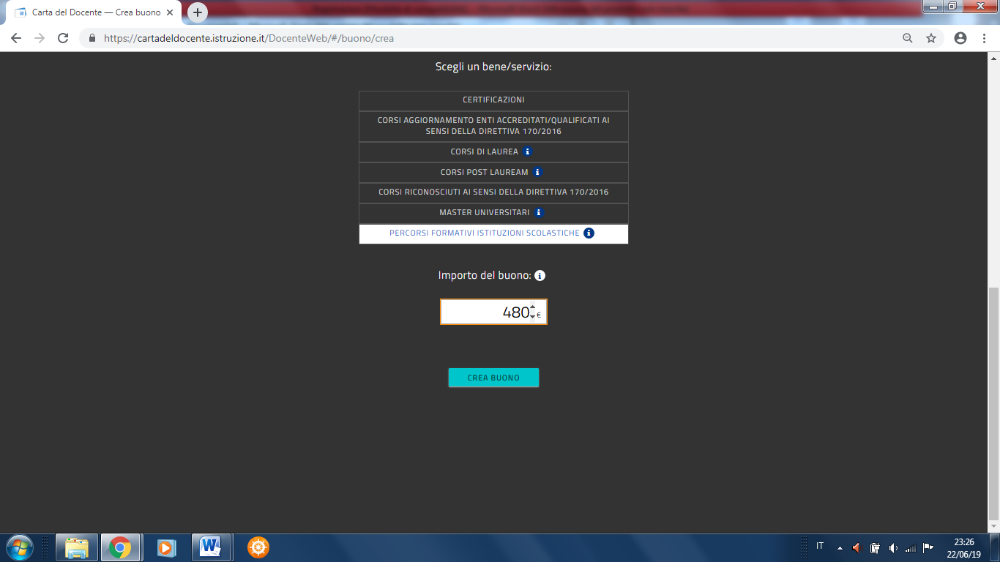 Carta del Docente — Crea buono
https://cartadeldocente.istruzione.it/DocenteWeb/#/buono/crea
Scegli un bene/servizio:
CERTIFICAZIONI
CORSI AGGIORNAMENTO ENTI ACCREDITATI/QUALIFICATI AI
SENSI DELLA DIRETTIVA 170/2016
CORSI DI LAUREA
CORSI POST LAUREAM
CORSI RICONOSCIUTI AI SENSI DELLA DIRETTIVA 170/2016
MASTER UNIVERSITARI
PERCORSI FORMATIVI ISTITUZIONI SCOLASTICHE
Importo del buono:
480 €
CREA BUONO
IT
23:26
22/06/19